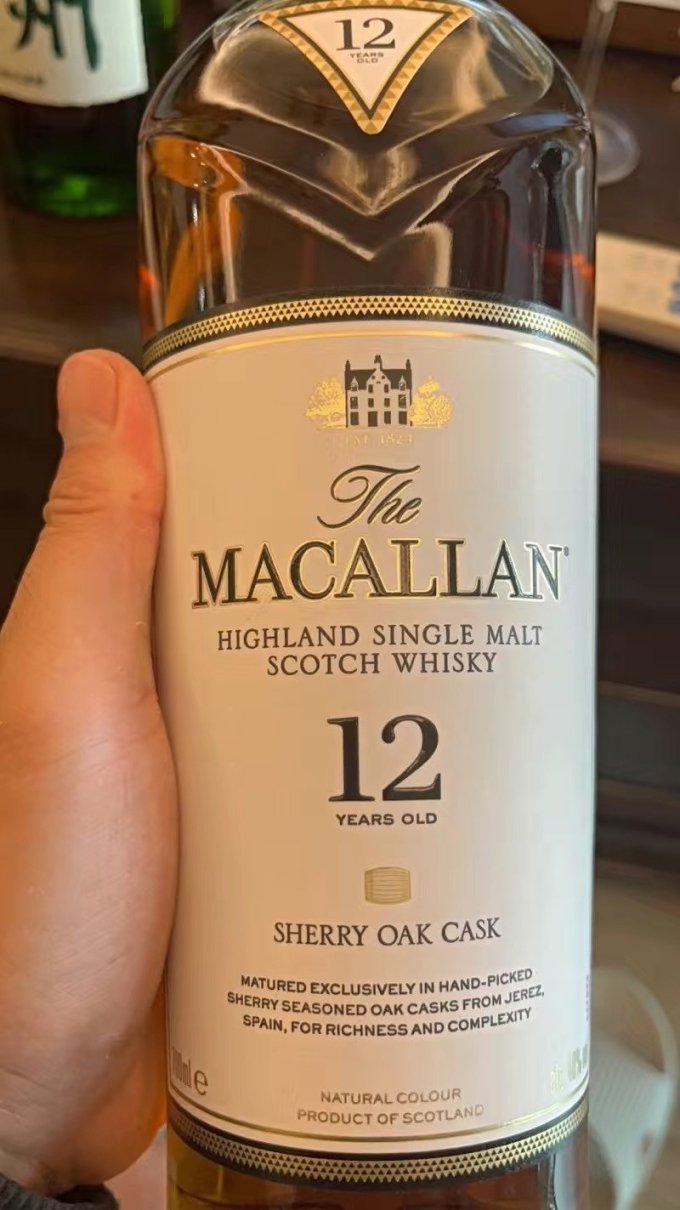 12
YEARS
OLD
EST. 1824
The
MACALLAN®
HIGHLAND SINGLE MALT
SCOTCH WHISKY
12
YEARS OLD
SHERRY OAK CASK
MATURED EXCLUSIVELY IN HAND-PICKED
SHERRY SEASONED OAK CASKS FROM JEREZ,
SPAIN, FOR RICHNESS AND COMPLEXITY
700ml e
NATURAL COLOUR
PRODUCT OF SCOTLAND